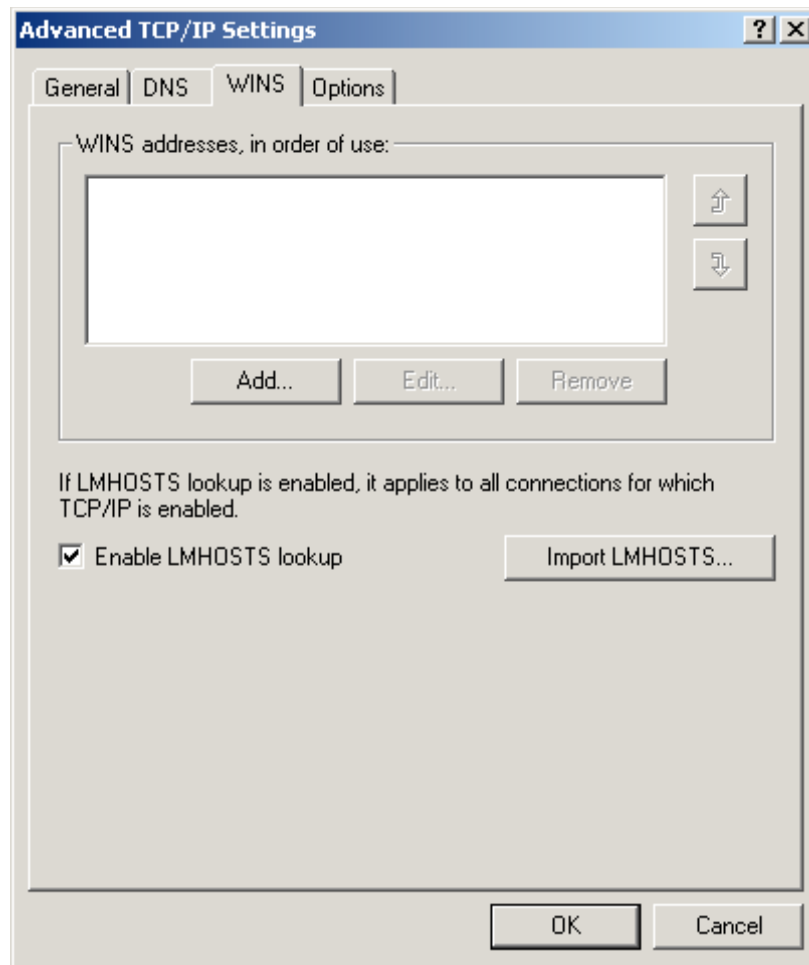 Advanced TCP/IP Settings
General DNS WINS Options
WINS addresses, in order of use:
Add... Edit... Remove
If LMHOSTS lookup is enabled, it applies to all connections for which
TCP/IP is enabled.
Enable LMHOSTS lookup Import LMHOSTS...
OK Cancel